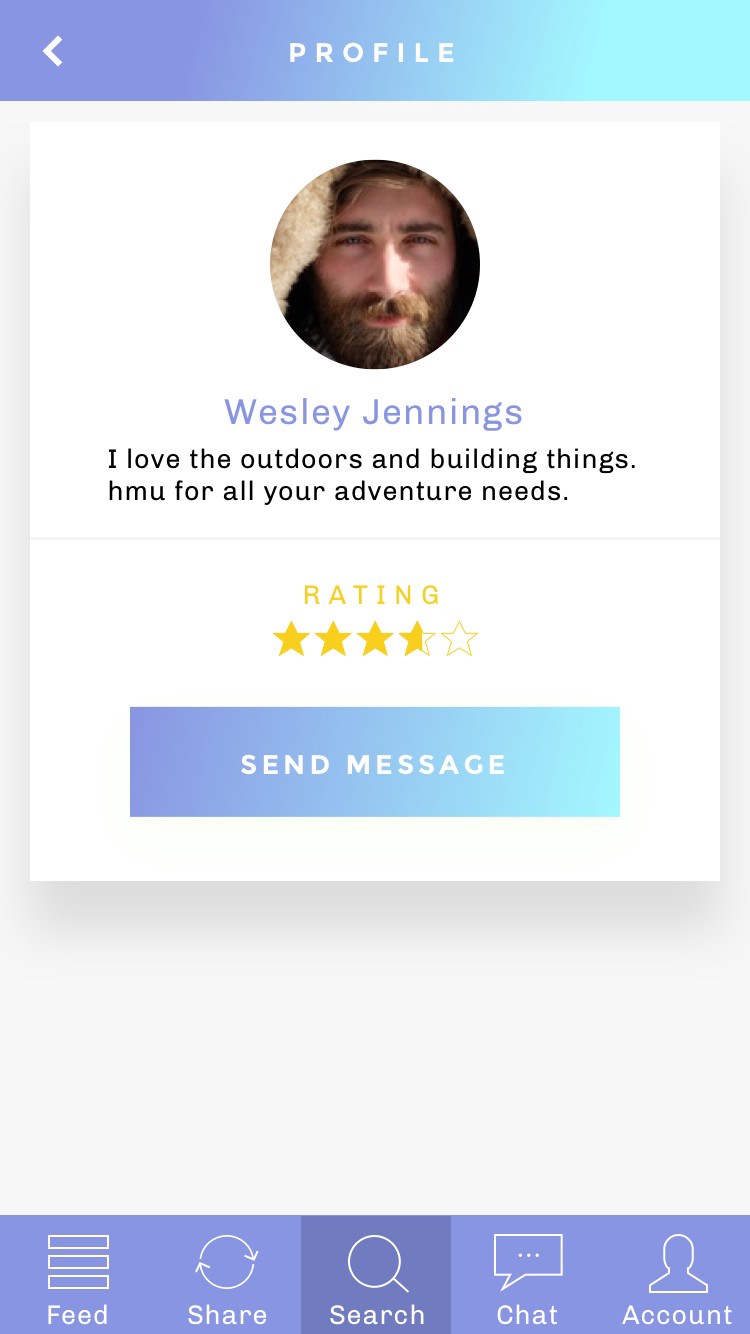 PROFILE
Wesley Jennings
I love the outdoors and building things.
hmu for all your adventure needs.
RATING
SEND MESSAGE
Feed
Share
Search
Chat
Account